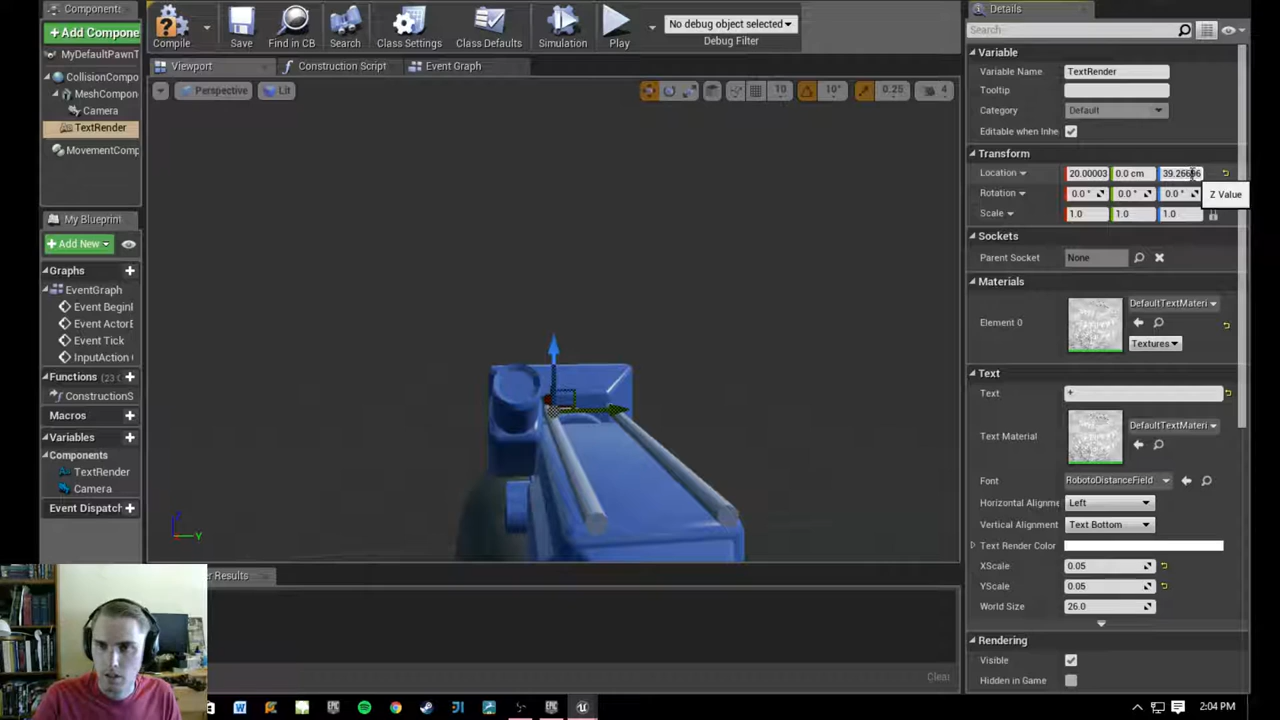 Components
Details
+ Add Compone
Compile
Save
Find in CB
Search
Class Settings
Class Defaults
Simulation
Play
No debug object selected
Debug Filter
Search
MyDefaultPawnT
CollisionCompone
MeshCompon
Camera
TextRender
MovementComp
Viewport
Construction Script
Event Graph
Perspective
Lit
10
10°
0.25
4
Variable
Variable Name
TextRender
Tooltip
Category
Default
Editable when Inhe
Transform
Location
20.00003
0.0 cm
Z Value
Rotation
0.0 °
0.0 °
0.0 °
Scale
1.0
1.0
1.0
Sockets
Parent Socket
None
Materials
Element 0
DefaultTextMateri
Textures
Text
Text
+
Text Material
DefaultTextMateri
Font
RobotoDistanceField
Horizontal Alignme
Left
Vertical Alignment
Text Bottom
Text Render Color
XScale
0.05
YScale
0.05
World Size
26.0
Rendering
Visible
Hidden in Game
My Blueprint
+ Add New
Graphs
EventGraph
Event BeginP
Event ActorE
Event Tick
InputAction
Functions
(23
ConstructionS
Macros
Variables
Components
TextRender
Camera
Event Dispatch
Z
Y
r Results
Clear
2:04 PM